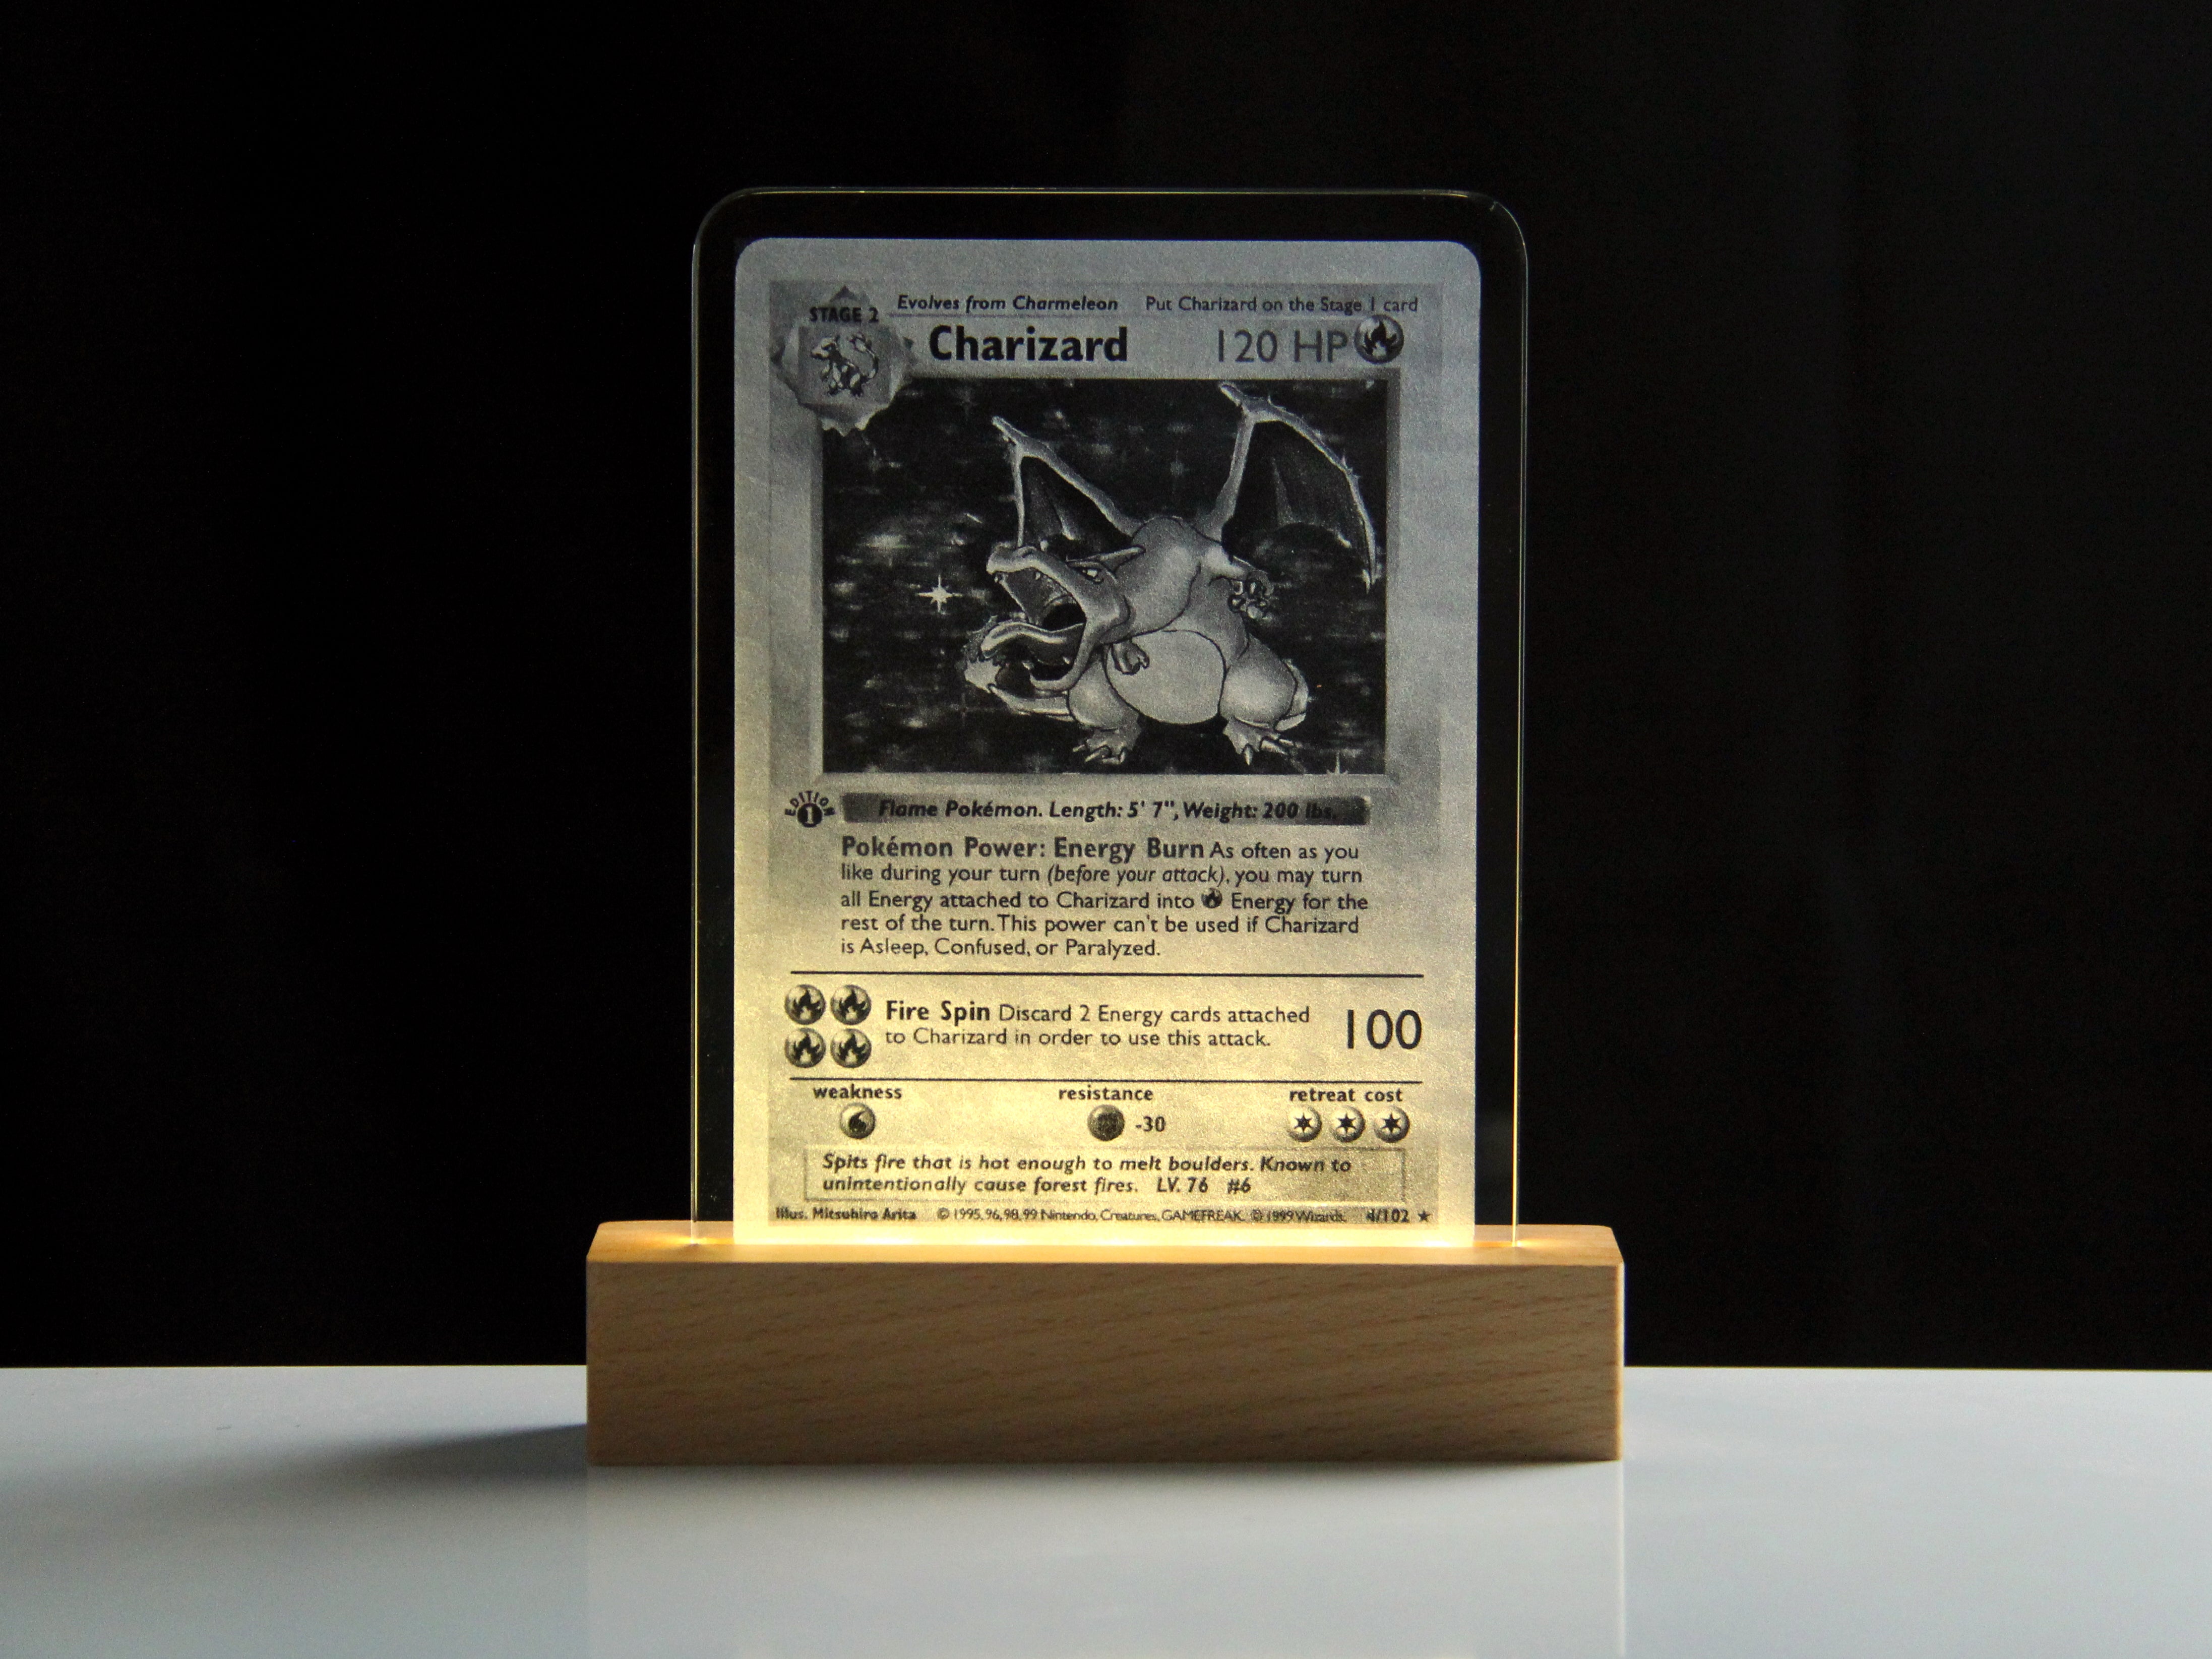 Evolves from Charmeleon Put Charizard on the Stage 1 card
STAGE 2
Charizard 120 HP
EDITION
1
Flame Pokémon. Length: 5' 7", Weight: 200 lbs.
Pokémon Power: Energy Burn As often as you
like during your turn (before your attack), you may turn
all Energy attached to Charizard into Energy for the
rest of the turn. This power can't be used if Charizard
is Asleep, Confused, or Paralyzed.
Fire Spin Discard 2 Energy cards attached
to Charizard in order to use this attack.
100
weakness resistance retreat cost
-30
Spits fire that is hot enough to melt boulders. Known to
unintentionally cause forest fires. LV. 76 #6
Illus. Mitsuhiro Arita © 1995, 96, 98, 99 Nintendo, Creatures, GAMEFREAK. © 1999 Wizards. 4/102 ★